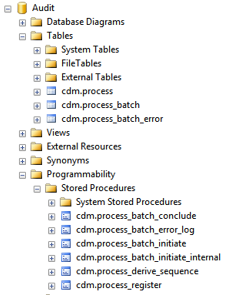 Audit
Database Diagrams
Tables
System Tables
FileTables
External Tables
cdm.process
cdm.process_batch
cdm.process_batch_error
Views
External Resources
Synonyms
Programmability
Stored Procedures
System Stored Procedures
cdm.process_batch_conclude
cdm.process_batch_error_log
cdm.process_batch_initiate
cdm.process_batch_initiate_internal
cdm.process_derive_sequence
cdm.process_register